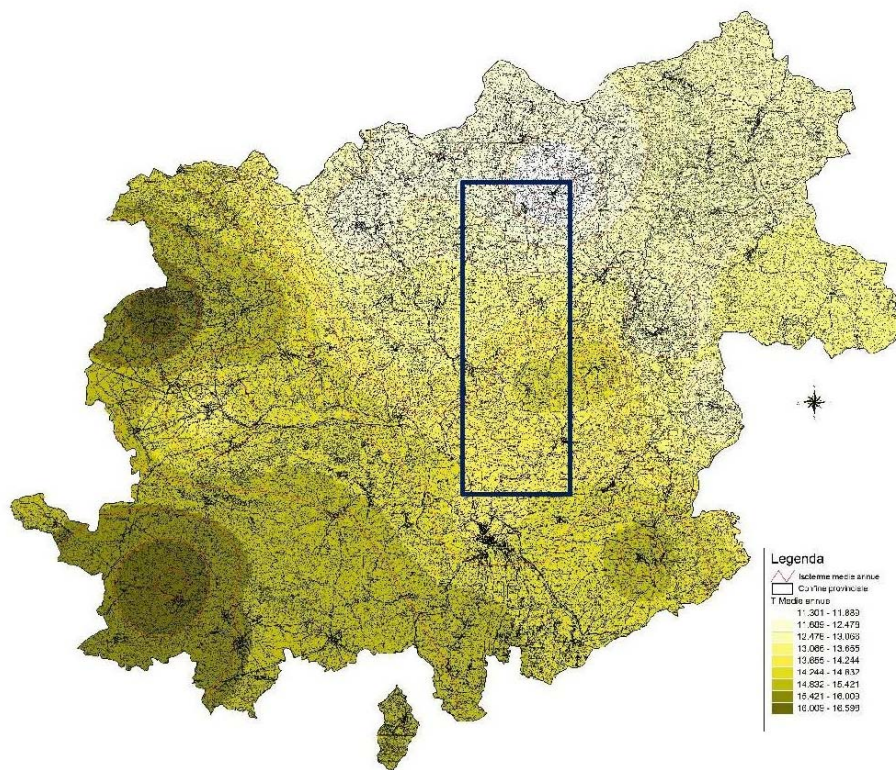 Legenda
Isoterme medie annue
Confine provinciale
T Medie annue
11.301 - 11.889
11.889 - 12.478
12.478 - 13.066
13.066 - 13.655
13.655 - 14.244
14.244 - 14.832
14.832 - 15.421
15.421 - 16.009
16.009 - 16.598